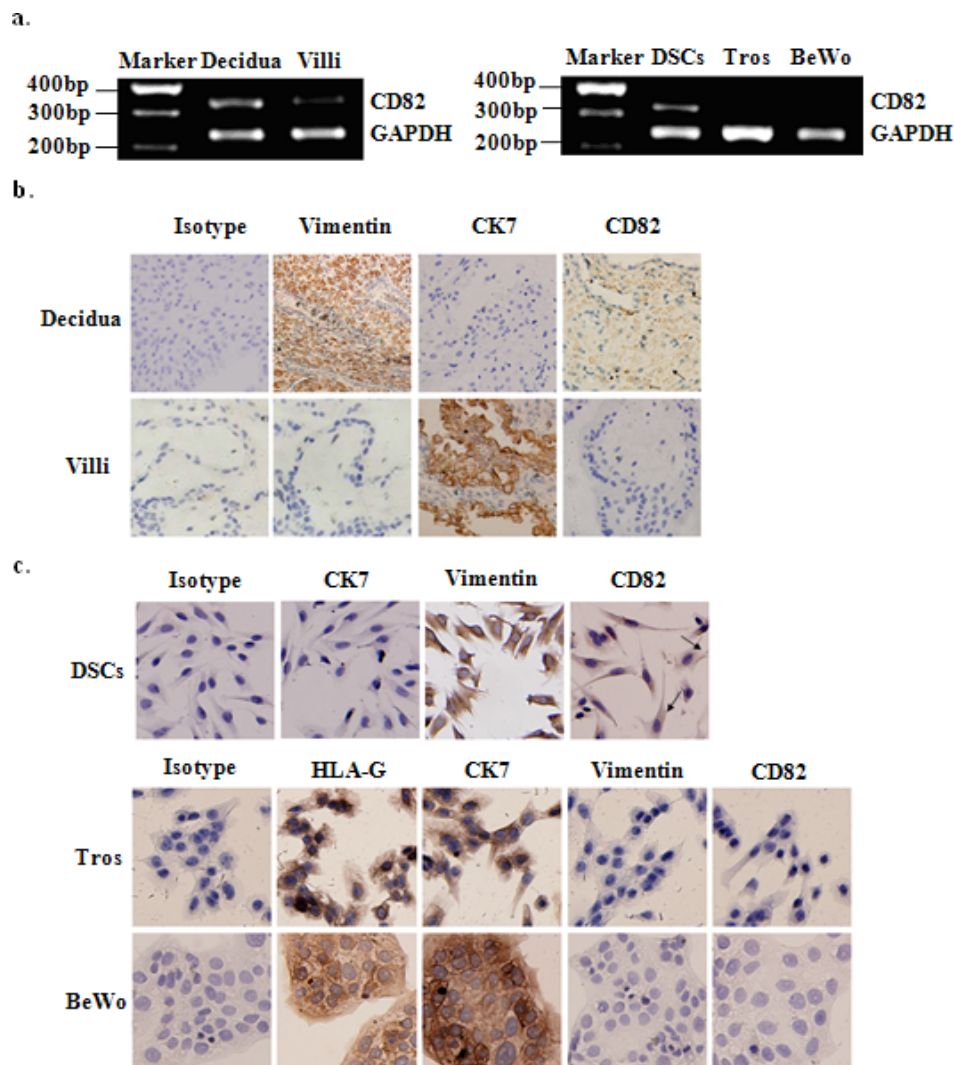 a.
Marker Decidua Villi
400bp
300bp
200bp
CD82
GAPDH
Marker DSCs Tros BeWo
400bp
300bp
200bp
CD82
GAPDH
b.
Isotype Vimentin CK7 CD82
Decidua
Villi
c.
Isotype CK7 Vimentin CD82
DSCs
Isotype HLA-G CK7 Vimentin CD82
Tros
BeWo